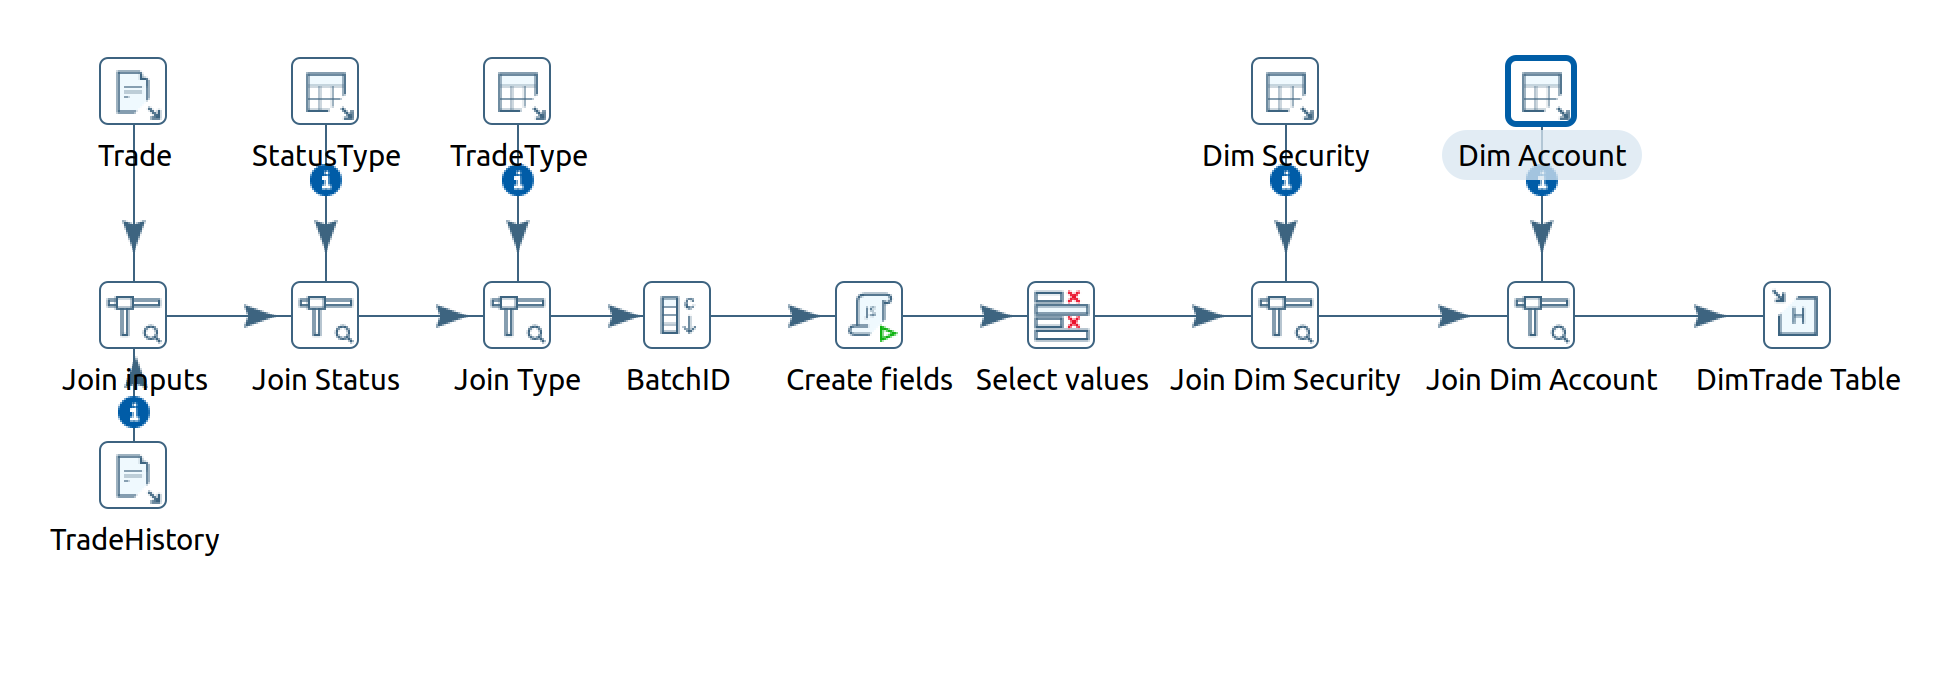 Trade
StatusType
TradeType
Dim Security
Dim Account
Join inputs
Join Status
Join Type
BatchID
Create fields
Select values
Join Dim Security
Join Dim Account
DimTrade Table
TradeHistory